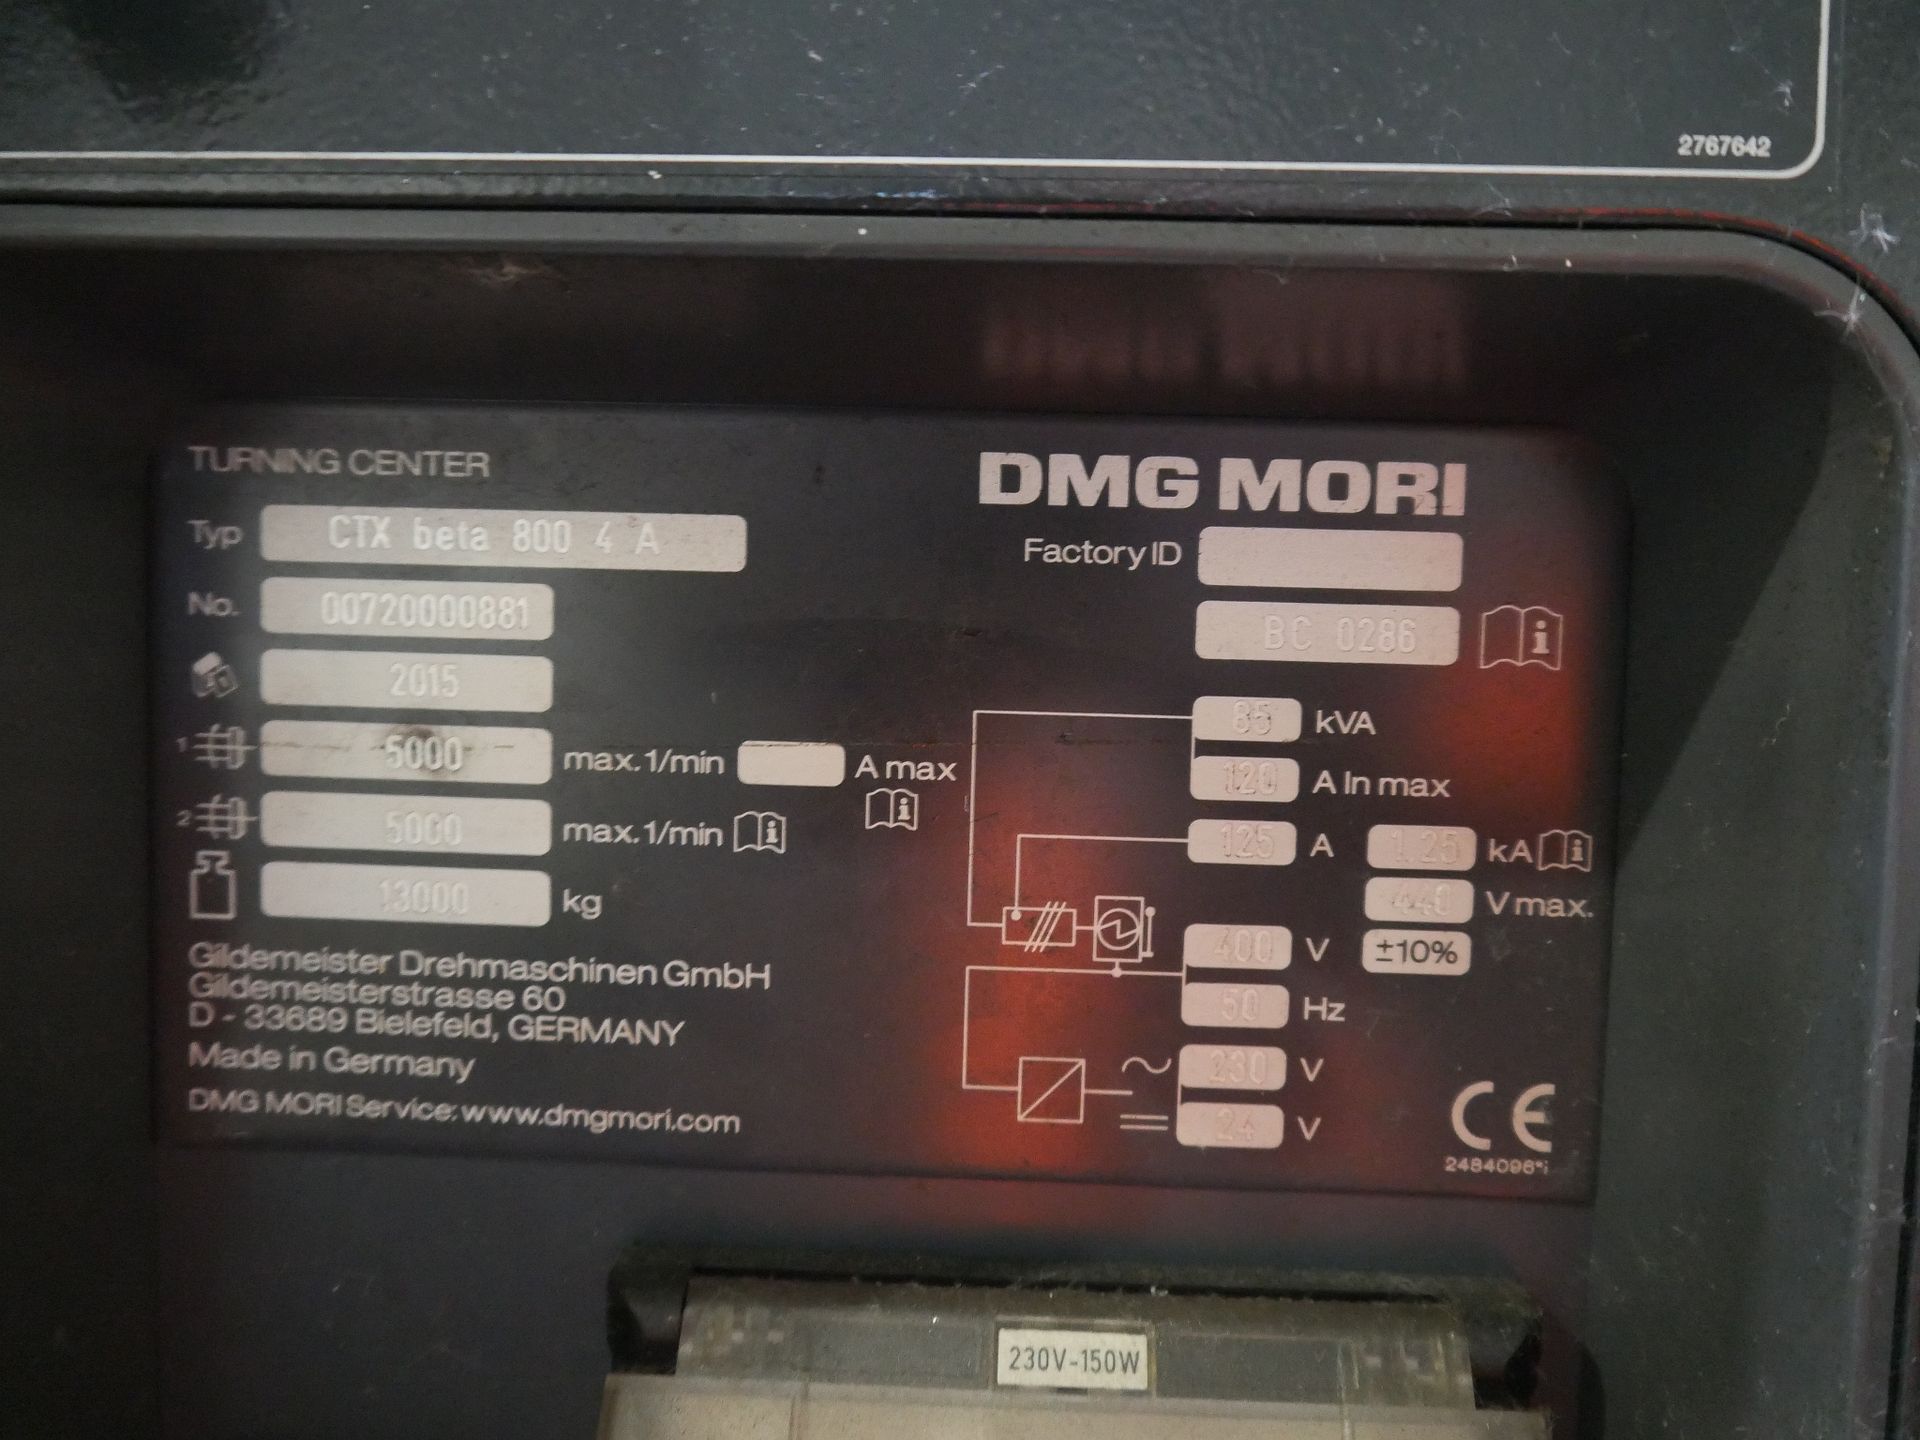 2767642
TURNING CENTER
DMG MORI
Typ CTX beta 800 4 A
Factory ID
No. 00720000881
BC 0286
2015
85 kVA
1 5000 max. 1/min A max
120 A In max
2 5000 max. 1/min
125 A 1.25 kA
13000 kg
440 V max.
400 V ±10%
50 Hz
230 V
24 V
Gildemeister Drehmaschinen GmbH
Gildemeisterstrasse 60
D - 33689 Bielefeld, GERMANY
Made in Germany
DMG MORI Service: www.dmgmori.com
CE
2484096*i
230V-150W